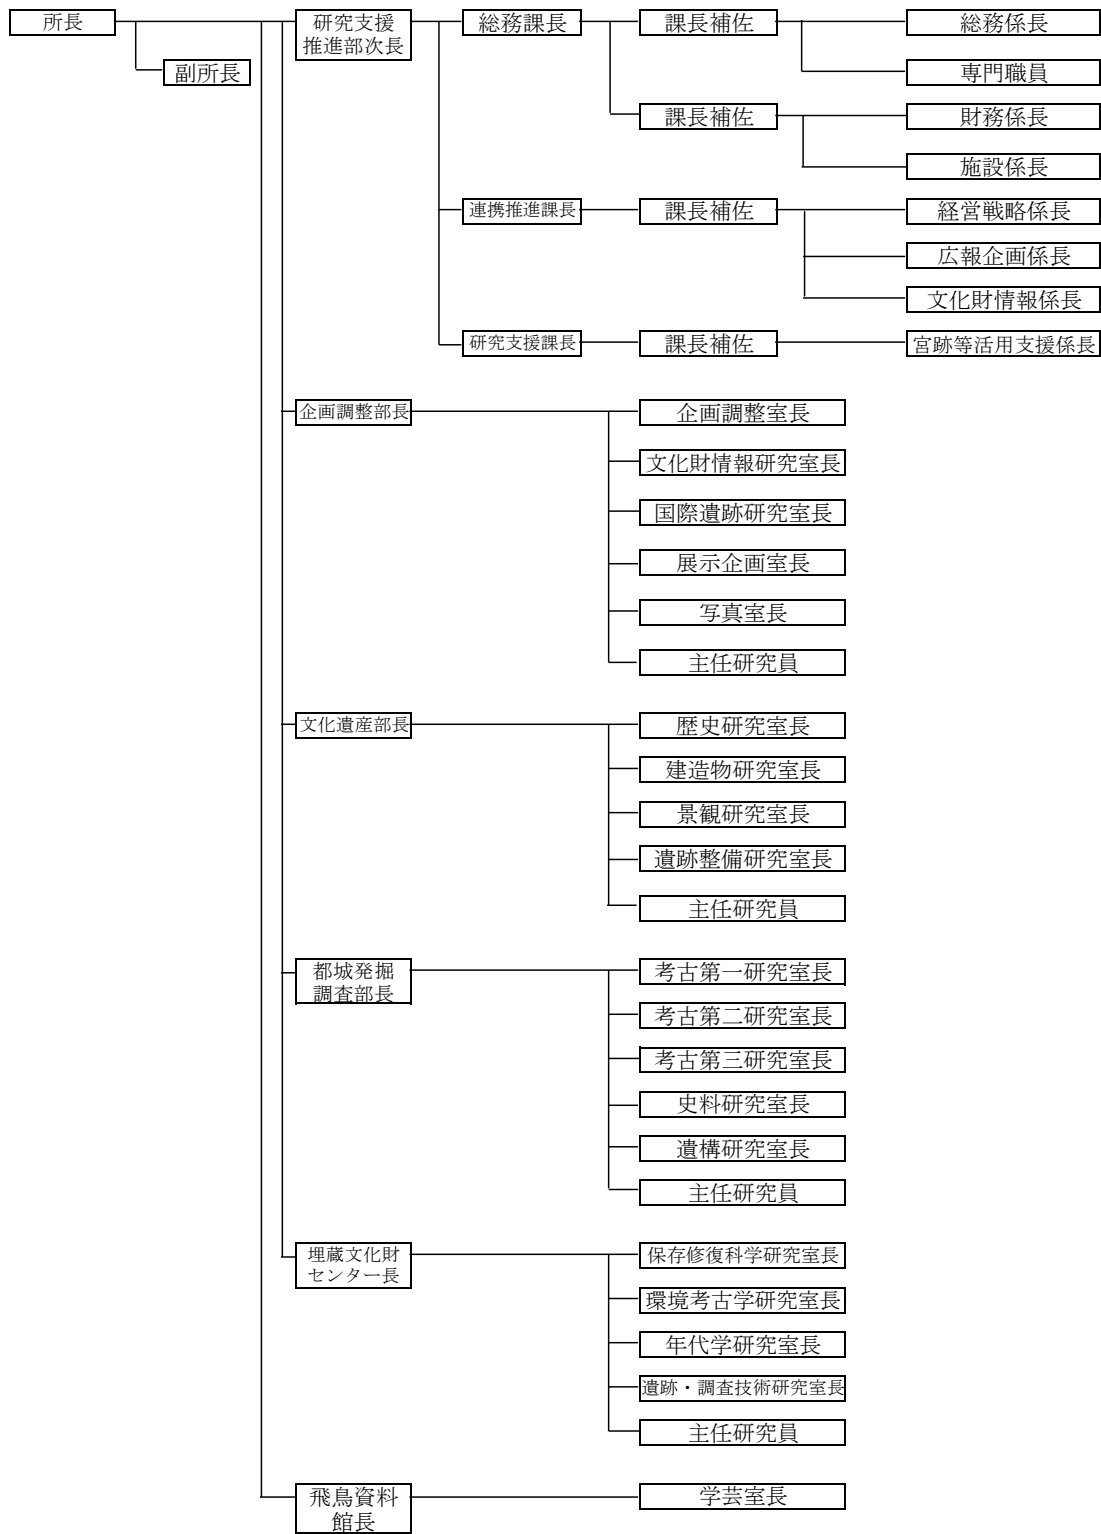 所長
副所長
研究支援
推進部次長
総務課長
課長補佐
総務係長
専門職員
課長補佐
財務係長
施設係長
連携推進課長
課長補佐
経営戦略係長
広報企画係長
文化財情報係長
研究支援課長
課長補佐
宮跡等活用支援係長
企画調整部長
企画調整室長
文化財情報研究室長
国際遺跡研究室長
展示企画室長
写真室長
主任研究員
文化遺産部長
歴史研究室長
建造物研究室長
景観研究室長
遺跡整備研究室長
主任研究員
都城発掘
調査部長
考古第一研究室長
考古第二研究室長
考古第三研究室長
史料研究室長
遺構研究室長
主任研究員
埋蔵文化財
センター長
保存修復科学研究室長
環境考古学研究室長
年代学研究室長
遺跡・調査技術研究室長
主任研究員
飛鳥資料
館長
学芸室長